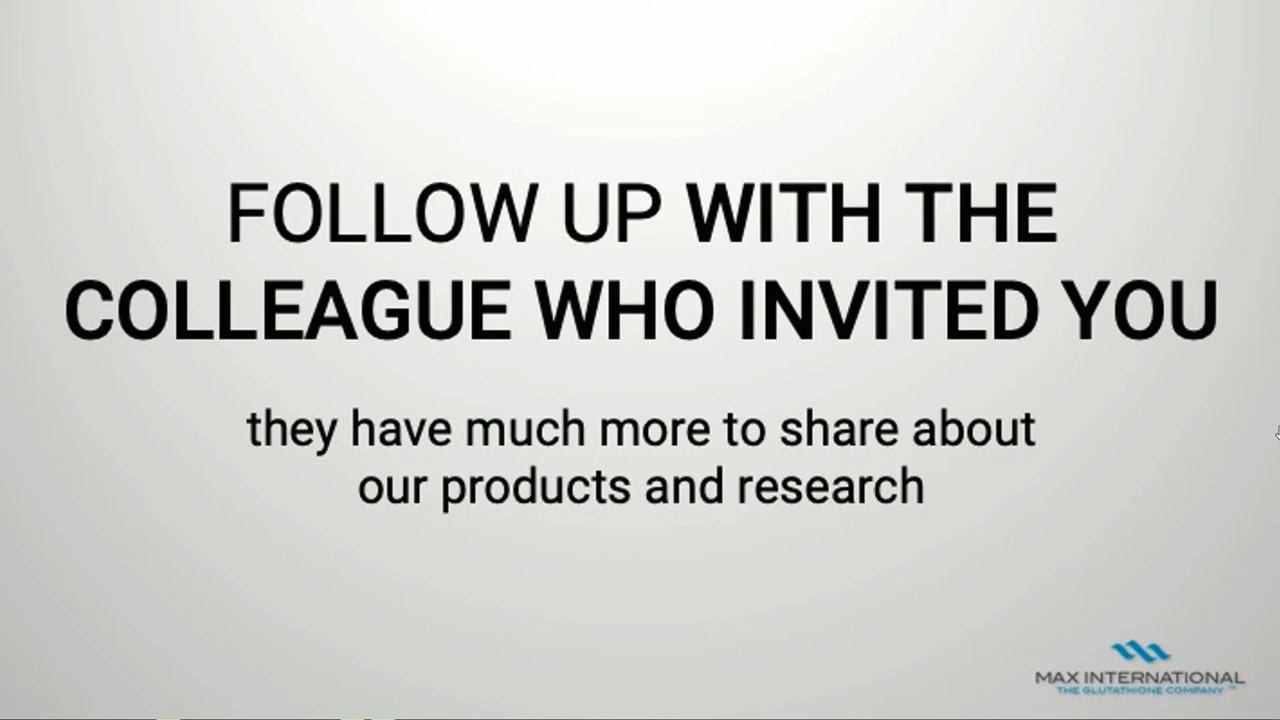 FOLLOW UP WITH THE
COLLEAGUE WHO INVITED YOU
they have much more to share about
our products and research
MAX INTERNATIONAL
THE GLUTATHIONE COMPANY ™